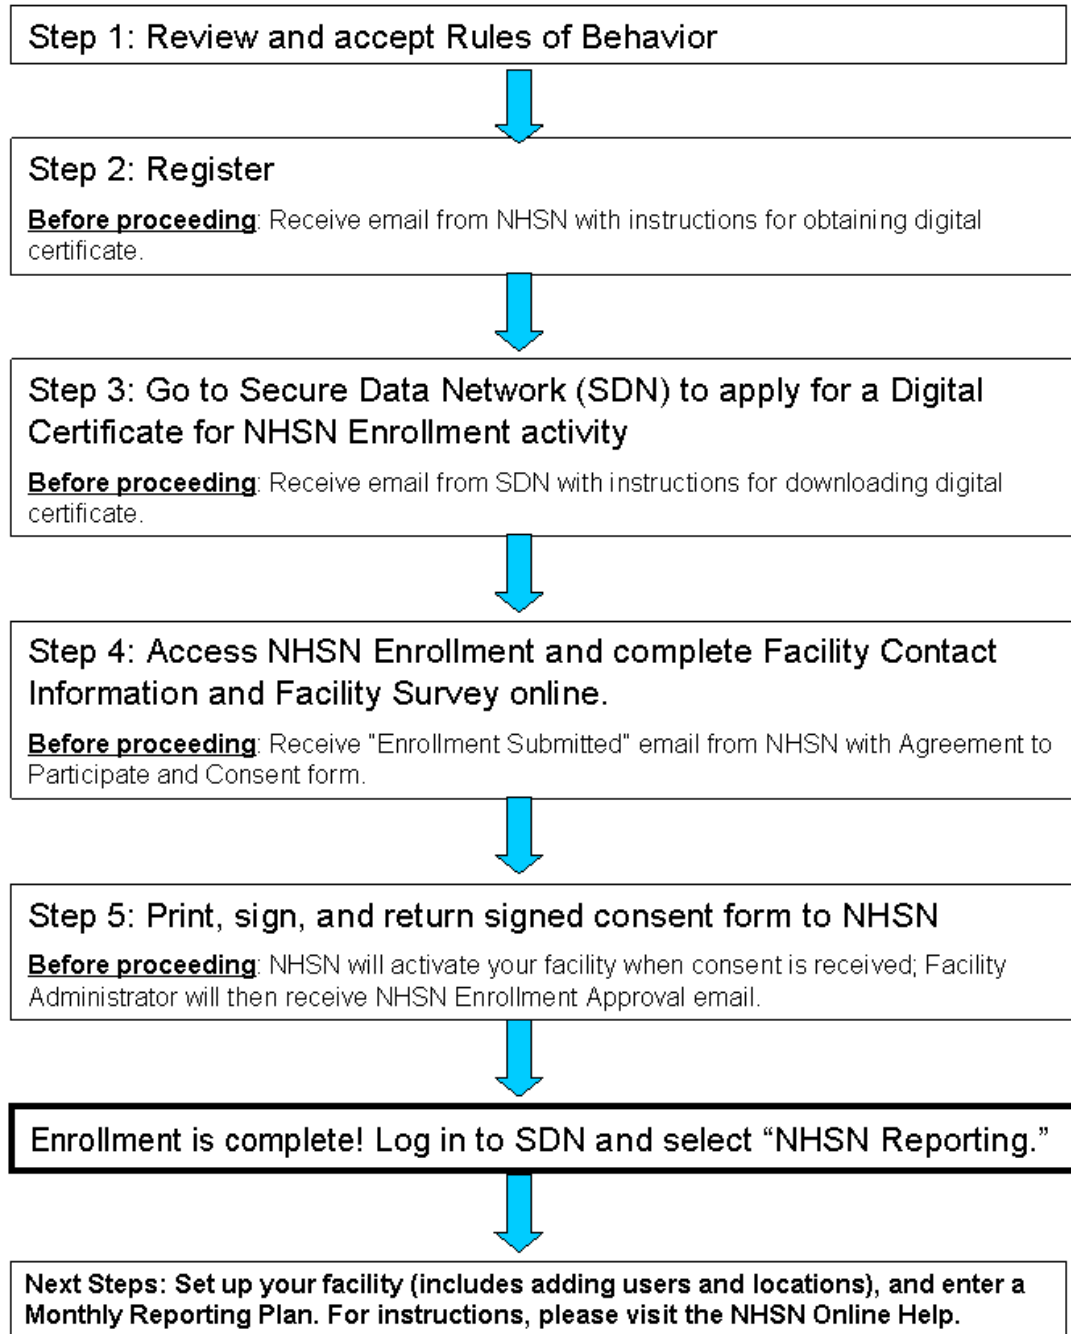 Step 1: Review and accept Rules of Behavior
Step 2: Register
Before proceeding: Receive email from NHSN with instructions for obtaining digital
certificate.
Step 3: Go to Secure Data Network (SDN) to apply for a Digital
Certificate for NHSN Enrollment activity
Before proceeding: Receive email from SDN with instructions for downloading digital
certificate.
Step 4: Access NHSN Enrollment and complete Facility Contact
Information and Facility Survey online.
Before proceeding: Receive "Enrollment Submitted" email from NHSN with Agreement to
Participate and Consent form.
Step 5: Print, sign, and return signed consent form to NHSN
Before proceeding: NHSN will activate your facility when consent is received; Facility
Administrator will then receive NHSN Enrollment Approval email.
Enrollment is complete! Log in to SDN and select “NHSN Reporting.”
Next Steps: Set up your facility (includes adding users and locations), and enter a
Monthly Reporting Plan. For instructions, please visit the NHSN Online Help.